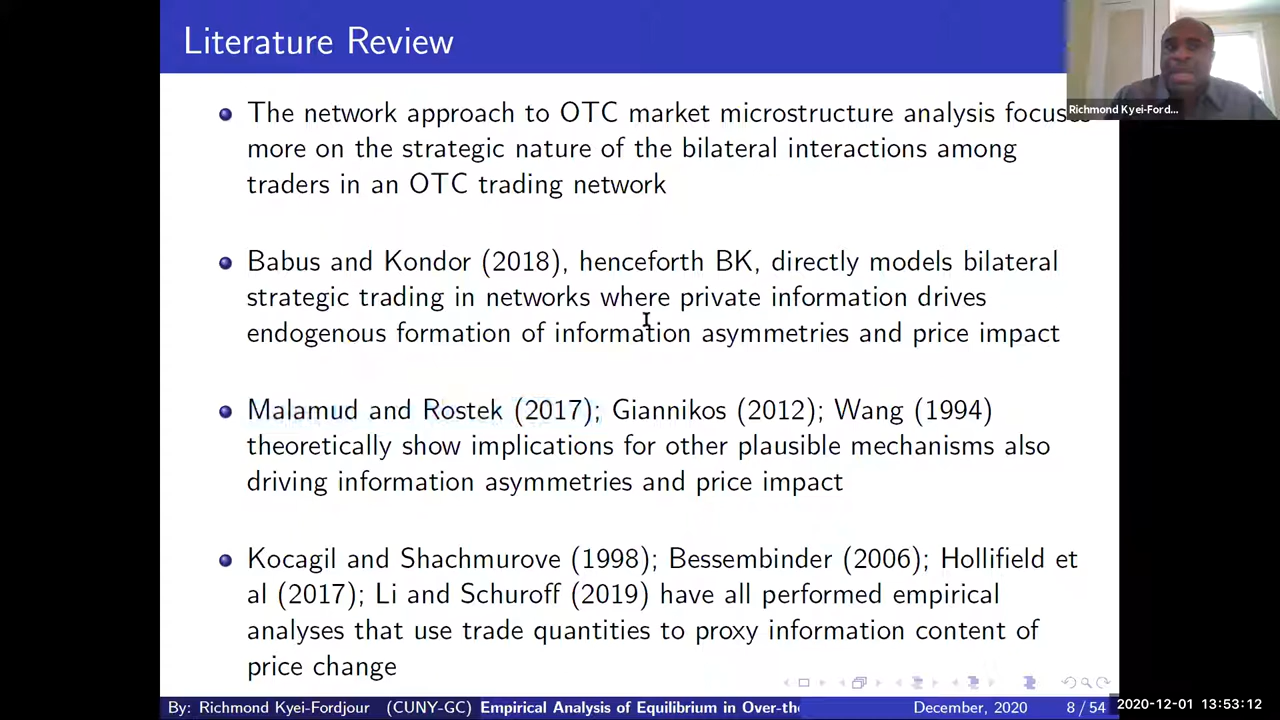 Literature Review
Richmond Kyei-Ford...
The network approach to OTC market microstructure analysis focuses
more on the strategic nature of the bilateral interactions among
traders in an OTC trading network
Babus and Kondor (2018), henceforth BK, directly models bilateral
strategic trading in networks where private information drives
endogenous formation of information asymmetries and price impact
Malamud and Rostek (2017); Giannikos (2012); Wang (1994)
theoretically show implications for other plausible mechanisms also
driving information asymmetries and price impact
Kocagil and Shachmurove (1998); Bessembinder (2006); Hollifield et
al (2017); Li and Schuroff (2019) have all performed empirical
analyses that use trade quantities to proxy information content of
price change
By: Richmond Kyei-Fordjour (CUNY-GC) Empirical Analysis of Equilibrium in Over-the December, 2020 8 / 54
2020-12-01 13:53:12